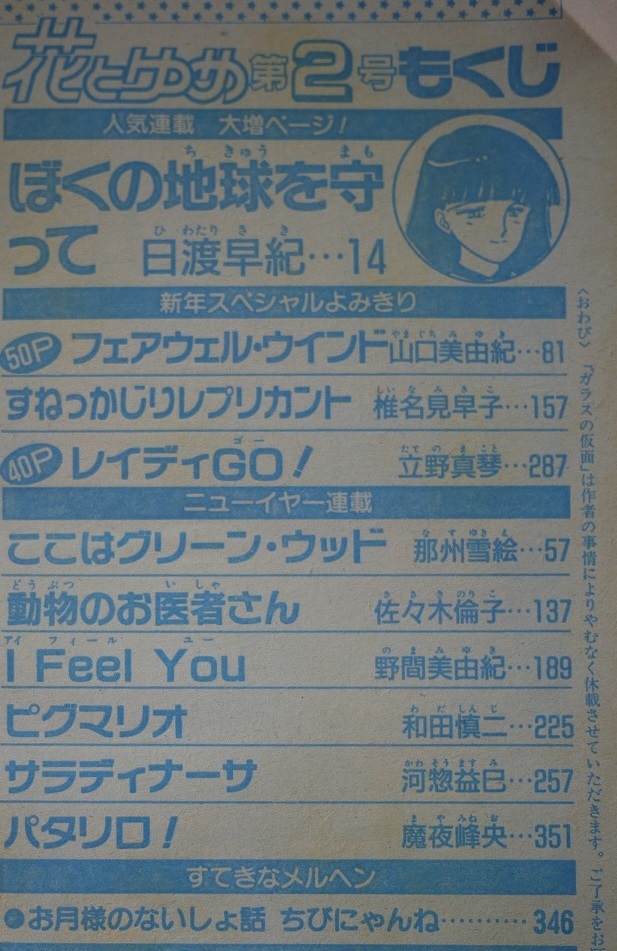 花とゆめ 第2号 もくじ
人気連載 大増ページ!
ぼくの地球を守
って 日渡早紀…14
新年スペシャルよみきり
50P フェアウェル・ウインド 山口美由紀…81
すねっかじりレプリカント 椎名見早子…157
40P レイディGO! 立野真琴…287
ニューイヤー連載
ここはグリーン・ウッド 那州雪絵…57
動物のお医者さん 佐々木倫子…137
I Feel You 野間美由紀…189
ピグマリオ 和田慎二…225
サラディナーサ 河惣益巳…257
パタリロ! 魔夜峰央…351
すてきなメルヘン
●お月様のないしょ話 ちびにゃんね………346
〈おわび〉「ガラスの仮面」は作者の事情によりやむなく休載させていただきます。ご了承をお